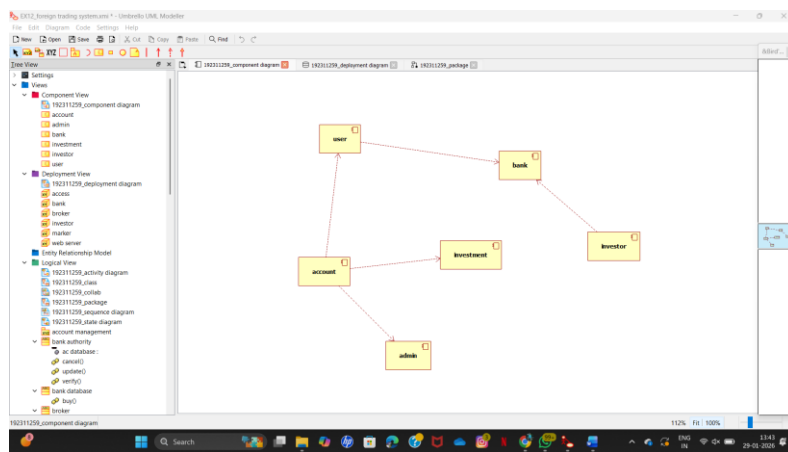 EX12_foreign trading system.xmi * - Umbrello UML Modeller
File Edit Diagram Code Settings Help
New Open Save Cut Copy Paste Find
XYZ
Tree View
192311259_component diagram 192311259_deployment diagram 192311259_package
Settings
Views
Component View
192311259_component diagram
account
admin
bank
investment
investor
user
Deployment View
192311259_deployment diagram
access
bank
broker
investor
marker
web server
Entity Relationship Model
Logical View
192311259_activity diagram
192311259_class
192311259_collab
192311259_package
192311259_sequence diagram
192311259_state diagram
account management
bank authority
ac database :
cancel()
update()
verify()
bank database
buy()
broker
user
bank
investment
investor
account
admin
192311259_component diagram
112% Fit 100%
Search
ENG
IN
13:43
29-01-2026